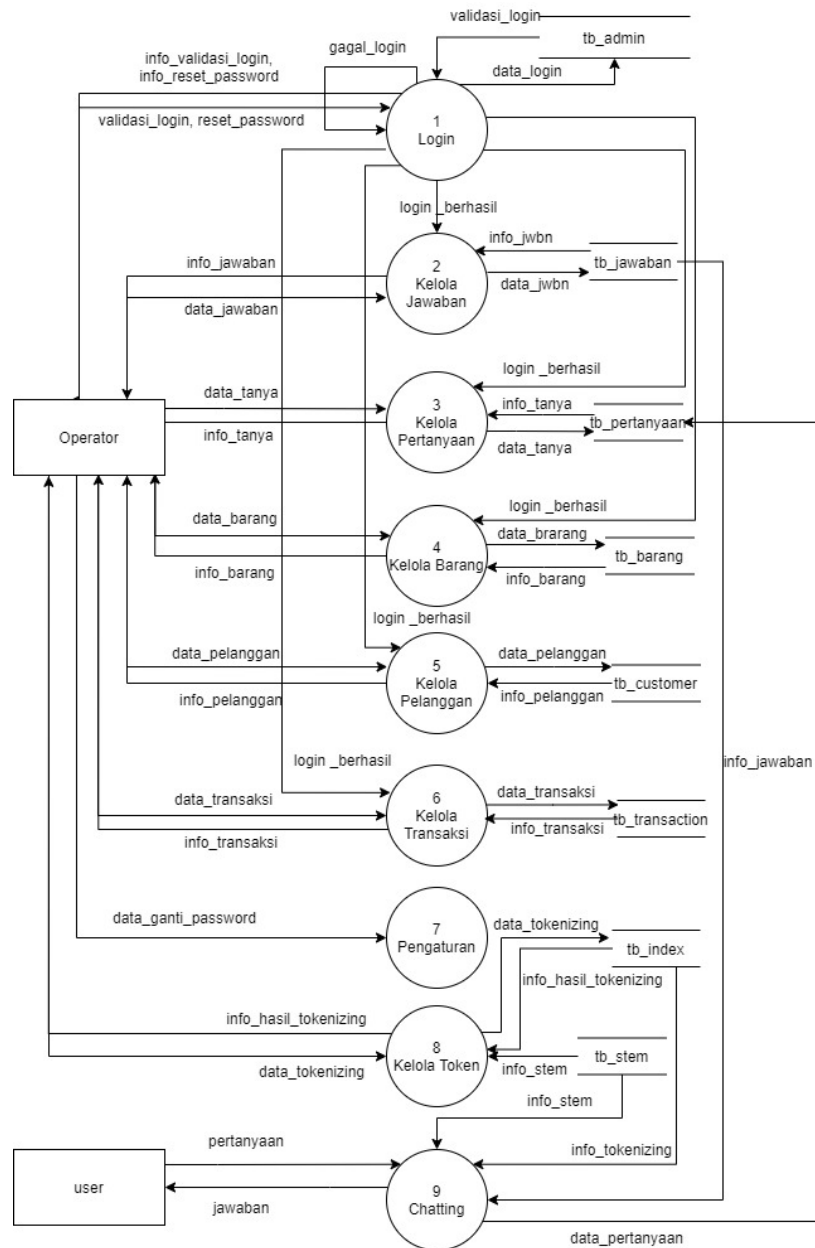 validasi_login
tb_admin
gagal_login
info_validasi_login,
info_reset_password
data_login
validasi_login, reset_password
1
Login
login _berhasil
info_jwbn
info_jawaban
2
Kelola
Jawaban
tb_jawaban
data_jwbn
data_jawaban
login _berhasil
data_tanya
info_tanya
3
Kelola
Pertanyaan
tb_pertanyaan
Operator
info_tanya
data_tanya
login _berhasil
data_barang
data_brarang
4
Kelola Barang
tb_barang
info_barang
info_barang
login _berhasil
data_pelanggan
data_pelanggan
5
Kelola
Pelanggan
tb_customer
info_pelanggan
info_pelanggan
login _berhasil
info_jawaban
data_transaksi
data_transaksi
6
Kelola
Transaksi
tb_transaction
info_transaksi
info_transaksi
data_ganti_password
7
Pengaturan
data_tokenizing
tb_index
info_hasil_tokenizing
info_hasil_tokenizing
8
Kelola Token
tb_stem
info_stem
data_tokenizing
info_stem
pertanyaan
info_tokenizing
user
9
Chatting
jawaban
data_pertanyaan